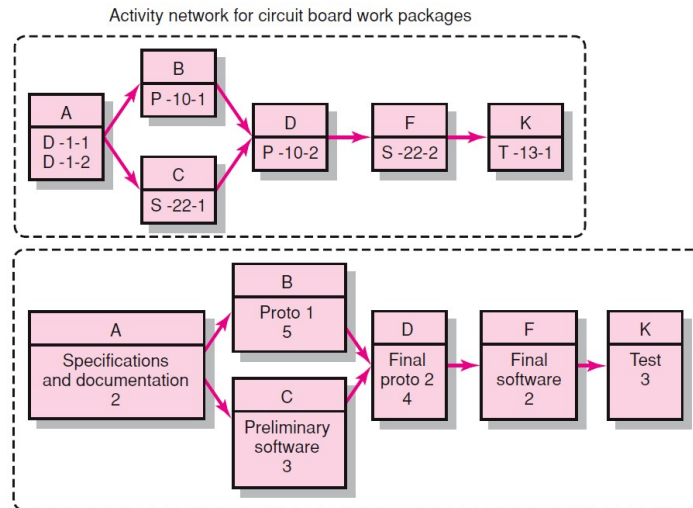 Activity network for circuit board work packages
A
D -1-1
D -1-2
B
P -10-1
C
S -22-1
D
P -10-2
F
S -22-2
K
T -13-1
A
Specifications
and documentation
2
B
Proto 1
5
C
Preliminary
software
3
D
Final
proto 2
4
F
Final
software
2
K
Test
3